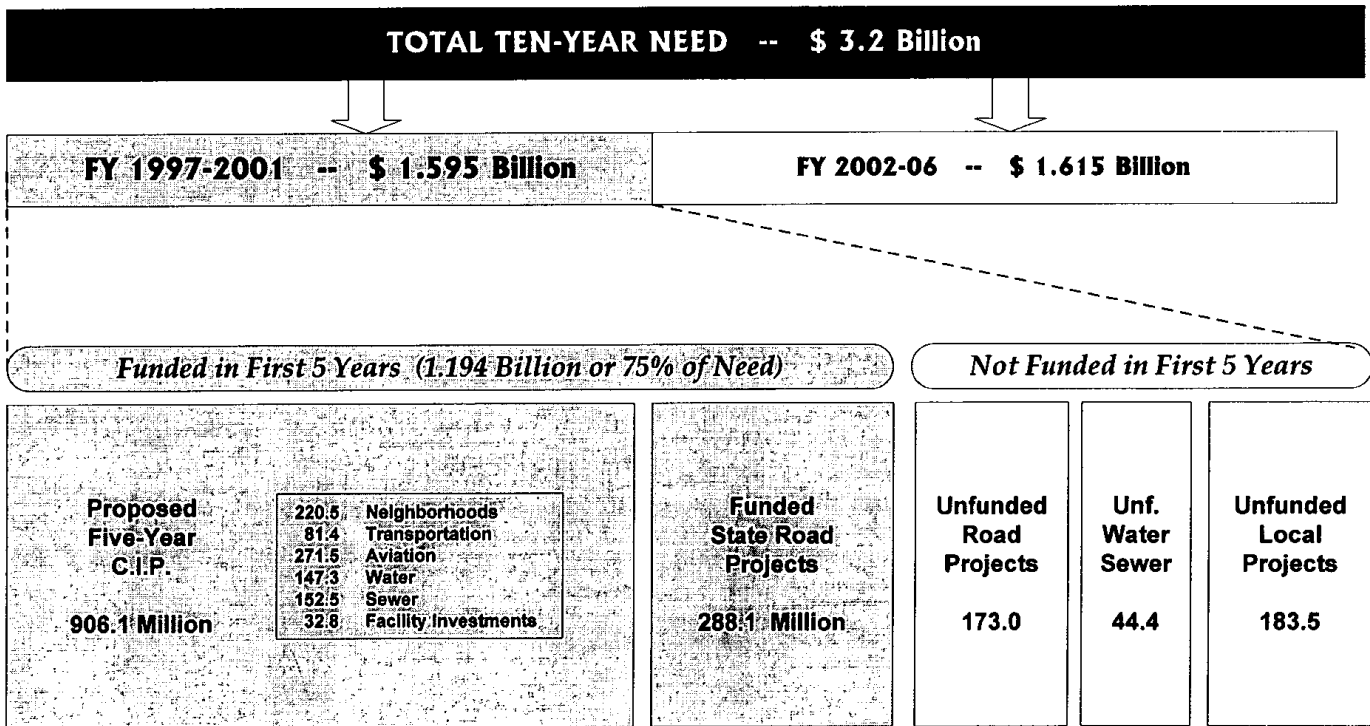 TOTAL TEN-YEAR NEED -- $ 3.2 Billion
FY 1997-2001 -- $ 1.595 Billion
FY 2002-06 -- $ 1.615 Billion
Funded in First 5 Years (1.194 Billion or 75% of Need)
Not Funded in First 5 Years
Proposed
Five-Year
C.I.P.
906.1 Million
220.5 Neighborhoods
81.4 Transportation
271.5 Aviation
147.3 Water
152.5 Sewer
32.8 Facility Investments
Funded
State Road
Projects
288.1 Million
Unfunded
Road
Projects
173.0
Unf.
Water
Sewer
44.4
Unfunded
Local
Projects
183.5